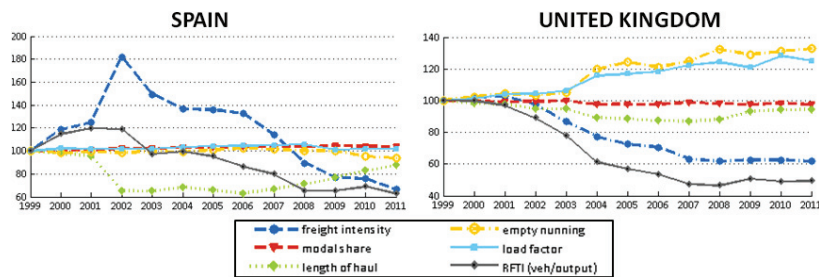 SPAIN
200
180
160
140
120
100
80
60
1999 2000 2001 2002 2003 2004 2005 2006 2007 2008 2009 2010 2011
UNITED KINGDOM
140
120
100
80
60
40
1999 2000 2001 2002 2003 2004 2005 2006 2007 2008 2009 2010 2011
freight intensity
empty nunning
modal share
load factor
length of haul
RFTI (veh/output)